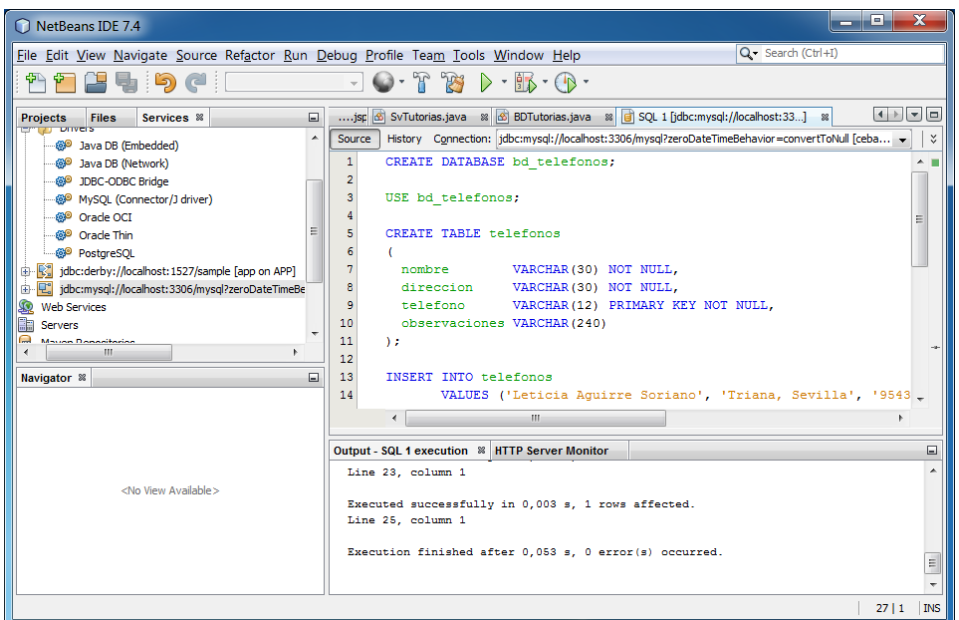 NetBeans IDE 7.4
File Edit View Navigate Source Refactor Run Debug Profile Team Tools Window Help
Search (Ctrl+I)
Projects Files Services
Drivers
Java DB (Embedded)
Java DB (Network)
JDBC-ODBC Bridge
MySQL (Connector/J driver)
Oracle OCI
Oracle Thin
PostgreSQL
jdbc:derby://localhost:1527/sample [app on APP]
jdbc:mysql://localhost:3306/mysql?zeroDateTimeBe
Web Services
Servers
Maven Repositories
Navigator
<No View Available>
....jsp SvTutorias.java BDTutorias.java SQL 1 [jdbc:mysql://localhost:33...]
Source History Connection: jdbc:mysql://localhost:3306/mysql?zeroDateTimeBehavior=convertToNull [ceba...
1 CREATE DATABASE bd_telefonos;
2
3 USE bd_telefonos;
4
5 CREATE TABLE telefonos
6 (
7 nombre VARCHAR(30) NOT NULL,
8 direccion VARCHAR(30) NOT NULL,
9 telefono VARCHAR(12) PRIMARY KEY NOT NULL,
10 observaciones VARCHAR(240)
11 );
12
13 INSERT INTO telefonos
14 VALUES ('Leticia Aguirre Soriano', 'Triana, Sevilla', '9543
Output - SQL 1 execution HTTP Server Monitor
Line 23, column 1
Executed successfully in 0,003 s, 1 rows affected.
Line 25, column 1
Execution finished after 0,053 s, 0 error(s) occurred.
27 | 1 INS